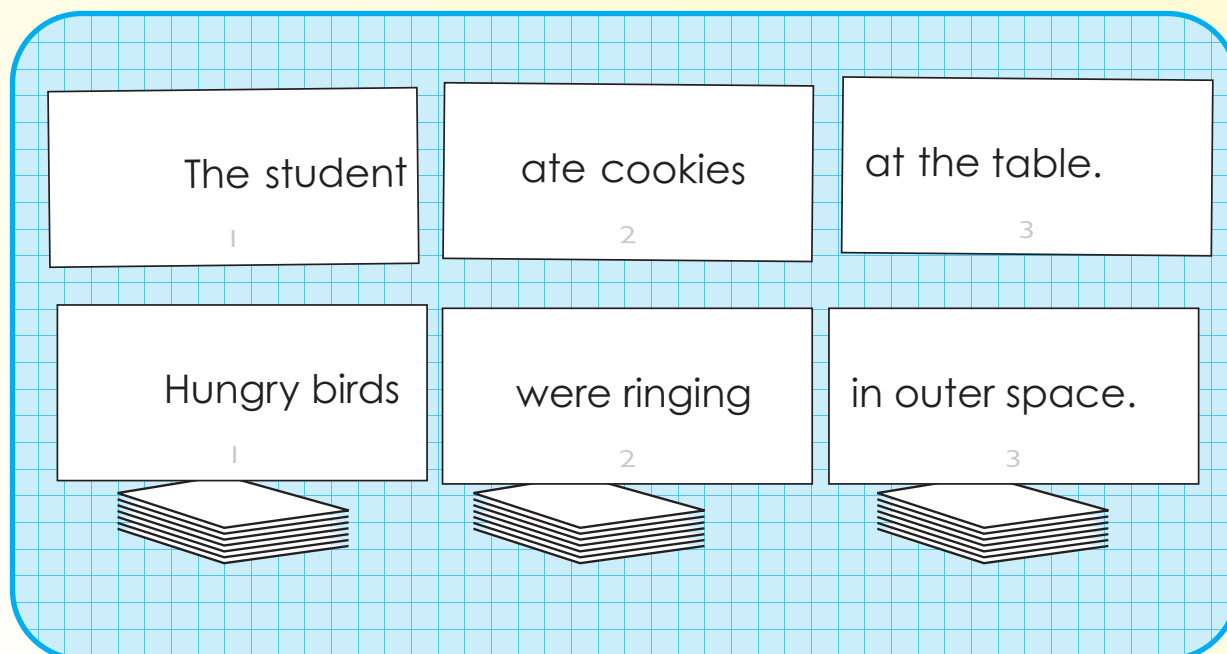 The student ate cookies at the table.
1 2 3
Hungry birds were ringing in outer space.
1 2 3